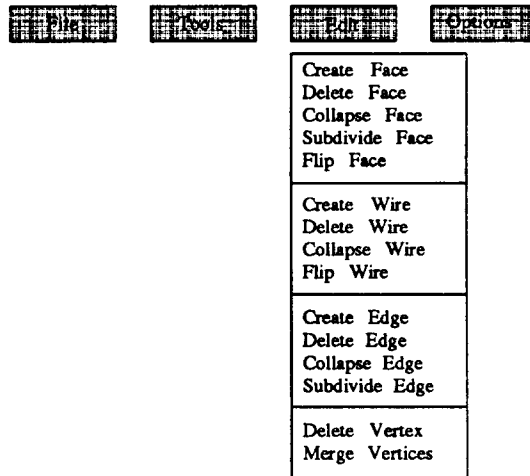 File Tools Edit Options
Create Face
Delete Face
Collapse Face
Subdivide Face
Flip Face
Create Wire
Delete Wire
Collapse Wire
Flip Wire
Create Edge
Delete Edge
Collapse Edge
Subdivide Edge
Delete Vertex
Merge Vertices